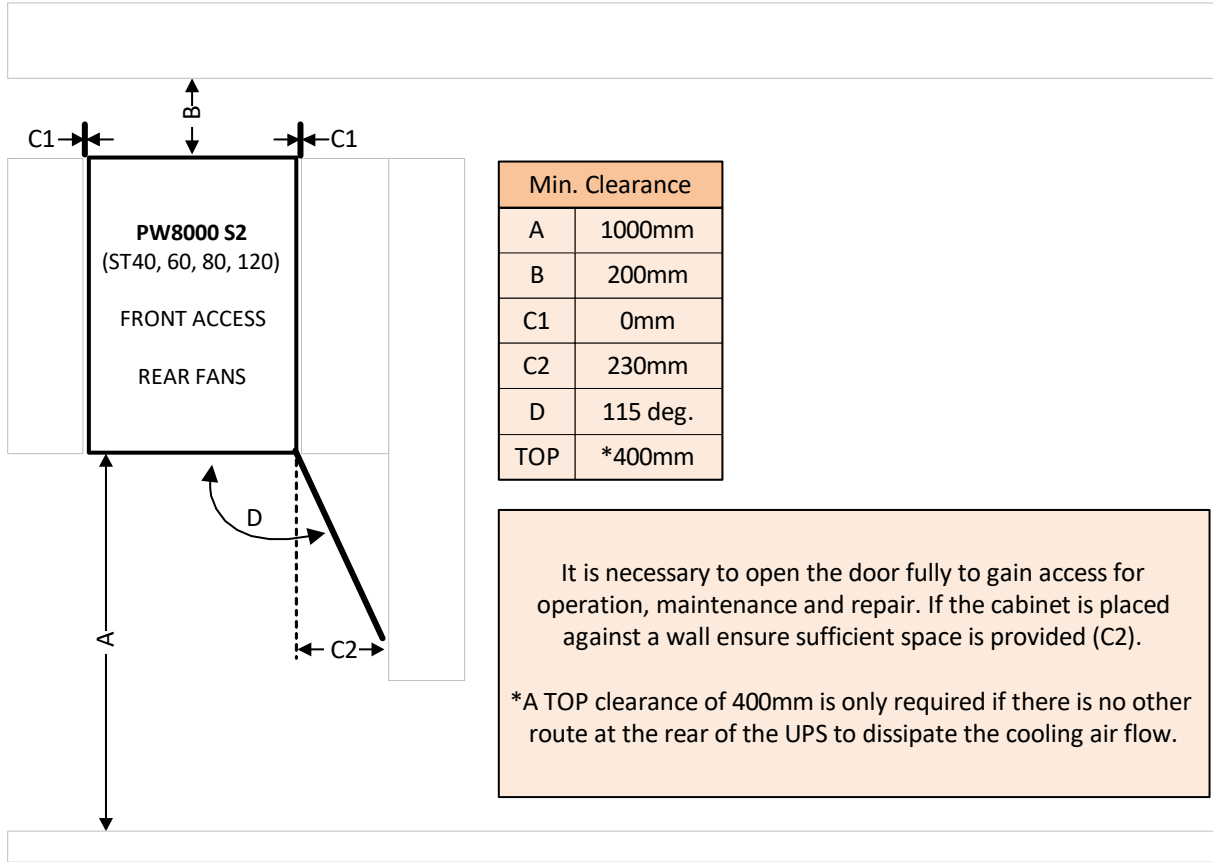 B
C1
C1
PW8000 S2
(ST40, 60, 80, 120)
FRONT ACCESS
REAR FANS
D
A
C2
Min. Clearance
A 1000mm
B 200mm
C1 0mm
C2 230mm
D 115 deg.
TOP *400mm
It is necessary to open the door fully to gain access for
operation, maintenance and repair. If the cabinet is placed
against a wall ensure sufficient space is provided (C2).
*A TOP clearance of 400mm is only required if there is no other
route at the rear of the UPS to dissipate the cooling air flow.